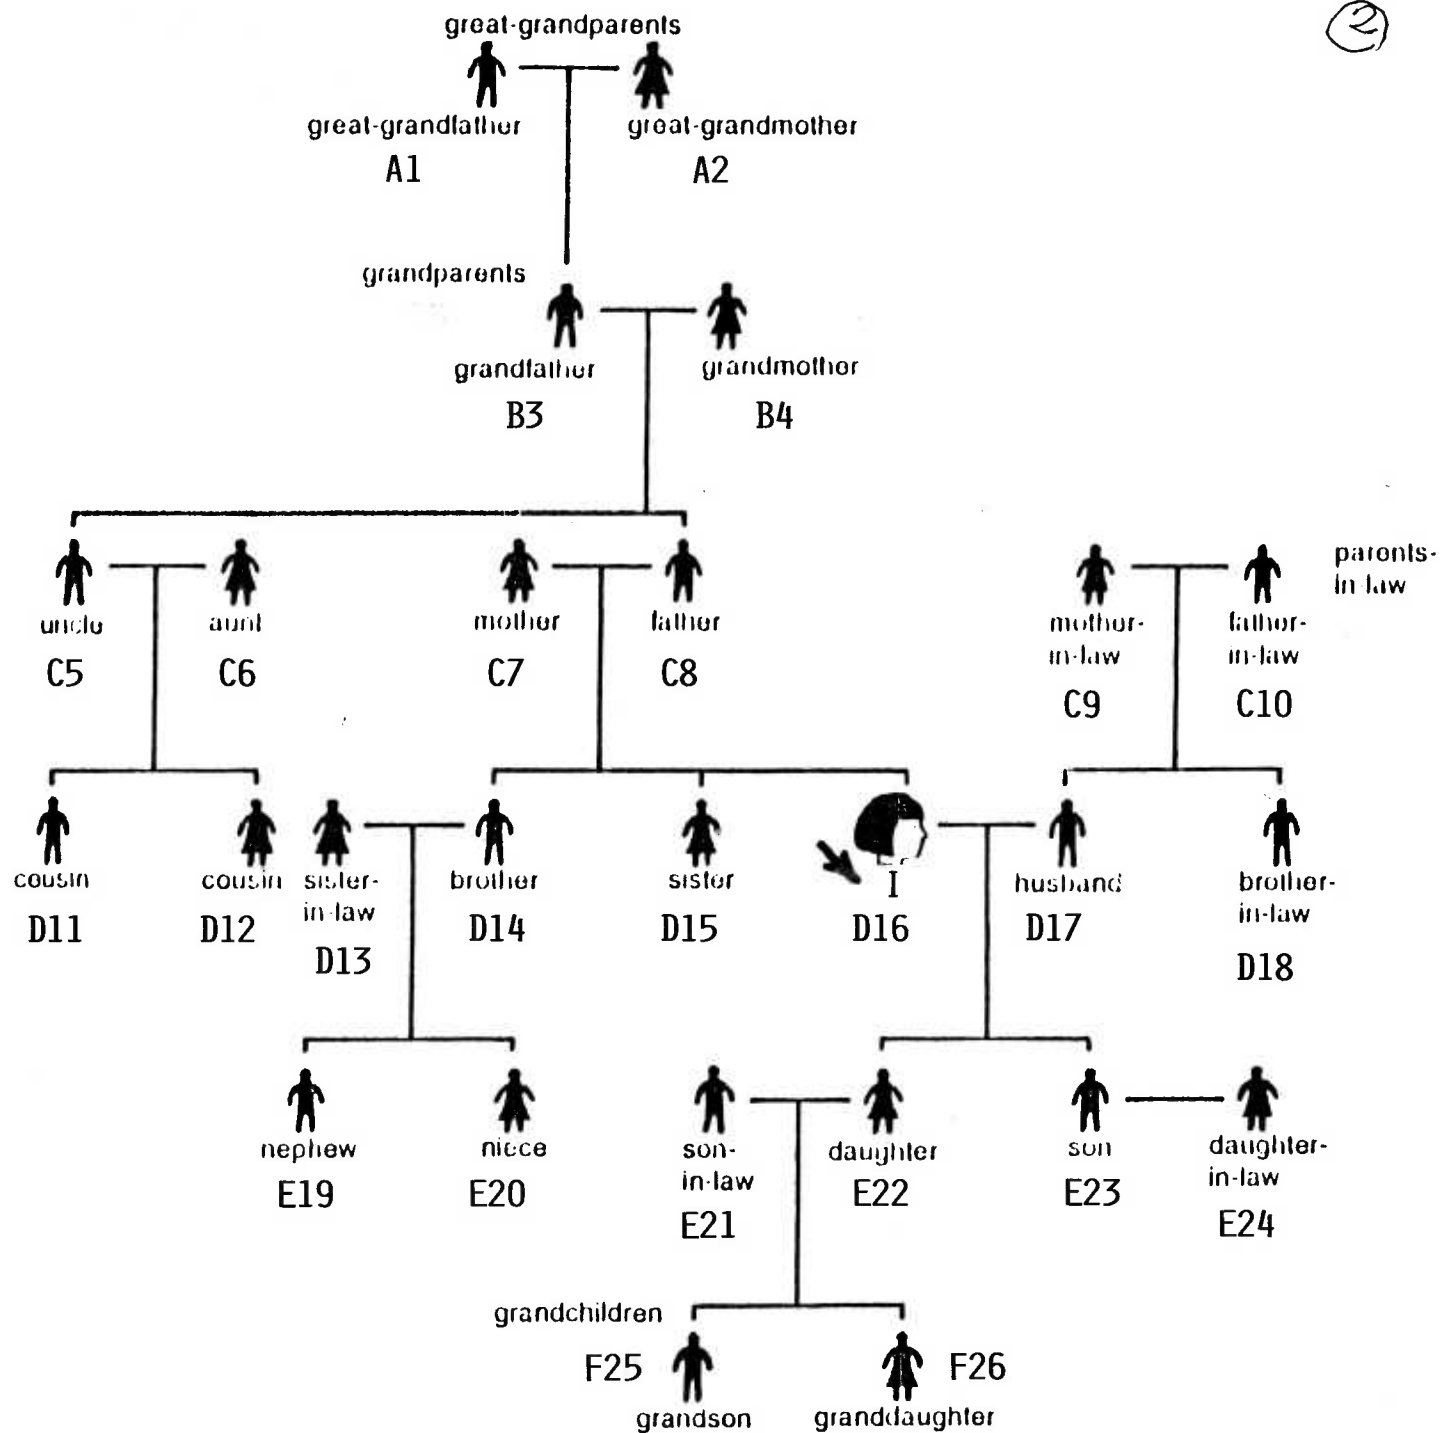 2
great-grandparents
great-grandfather
great-grandmother
A1
A2
grandparents
grandfather
grandmother
B3
B4
uncle
aunt
mother
father
mother-
in-law
father-
in-law
parents-
in-law
C5
C6
C7
C8
C9
C10
cousin
cousin
sister-
in-law
brother
sister
I
husband
brother-
in-law
D11
D12
D13
D14
D15
D16
D17
D18
nephew
niece
son-
in-law
daughter
son
daughter-
in-law
E19
E20
E21
E22
E23
E24
grandchildren
F25
F26
grandson
granddaughter